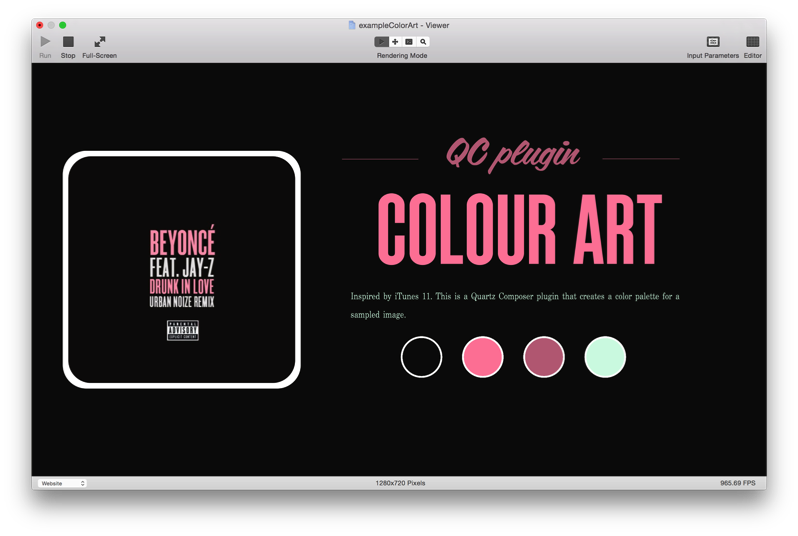 exampleColorArt - Viewer
Run
Stop
Full-Screen
Rendering Mode
Input Parameters
Editor
QC plugin
COLOUR ART
BEYONCÉ
FEAT. JAY-Z
DRUNK IN LOVE
URBAN NOIZE REMIX
PARENTAL
ADVISORY
EXPLICIT CONTENT
Inspired by iTunes 11. This is a Quartz Composer plugin that creates a color palette for a
sampled image.
Website
1280x720 Pixels
965.69 FPS